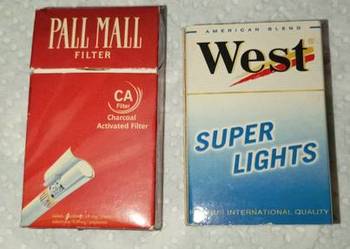 PALL MALL
FILTER
CA
Filter
Charcoal
Activated Filter
AMERICAN BLEND
West
SUPER
LIGHTS
INTERNATIONAL QUALITY